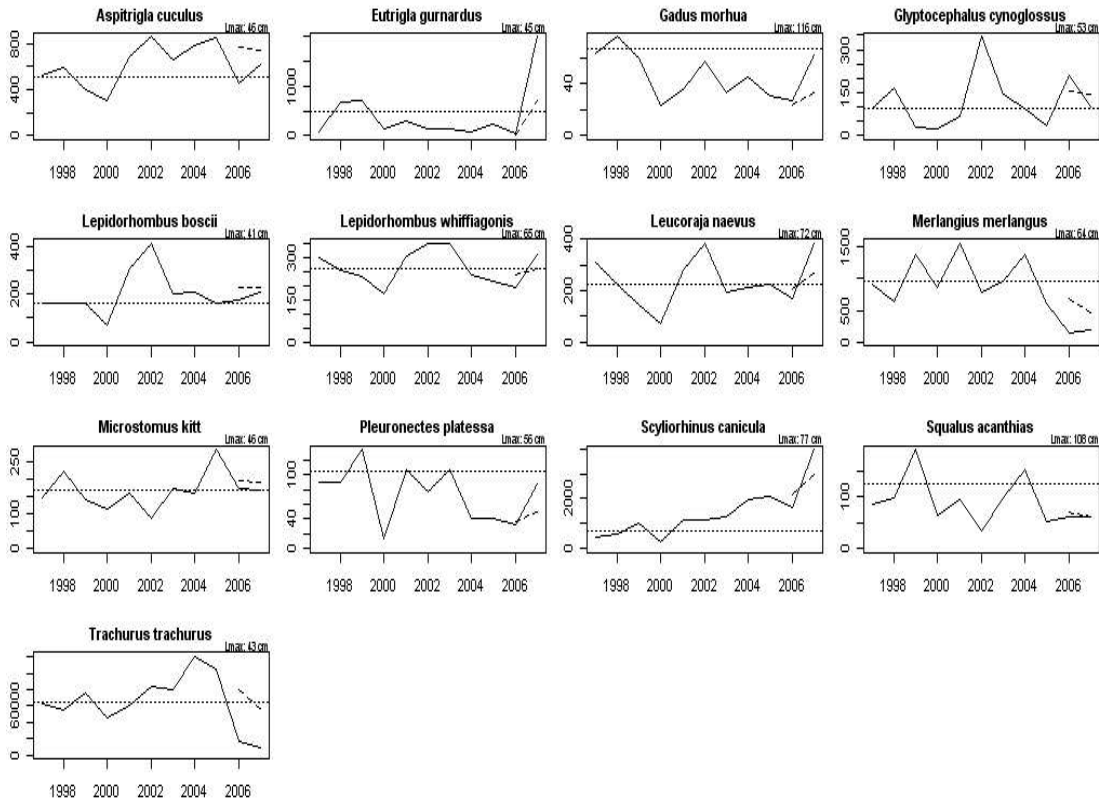 Aspitrigla cuculus
Lmax: 46 cm
0 400 800
1998 2000 2002 2004 2006
Eutrigla gurnardus
Lmax: 45 cm
0 1000
1998 2000 2002 2004 2006
Gadus morhua
Lmax: 116 cm
0 40
1998 2000 2002 2004 2006
Glyptocephalus cynoglossus
Lmax: 53 cm
0 150 300
1998 2000 2002 2004 2006
Lepidorhombus boscii
Lmax: 41 cm
0 200 400
1998 2000 2002 2004 2006
Lepidorhombus whiffiagonis
Lmax: 65 cm
0 150 300
1998 2000 2002 2004 2006
Leucoraja naevus
Lmax: 72 cm
0 200 400
1998 2000 2002 2004 2006
Merlangius merlangus
Lmax: 64 cm
0 500 1500
1998 2000 2002 2004 2006
Microstomus kitt
Lmax: 46 cm
0 100 250
1998 2000 2002 2004 2006
Pleuronectes platessa
Lmax: 56 cm
0 40 100
1998 2000 2002 2004 2006
Scyliorhinus canicula
Lmax: 77 cm
0 2000
1998 2000 2002 2004 2006
Squalus acanthias
Lmax: 108 cm
0 100
1998 2000 2002 2004 2006
Trachurus trachurus
Lmax: 43 cm
0 60000
1998 2000 2002 2004 2006